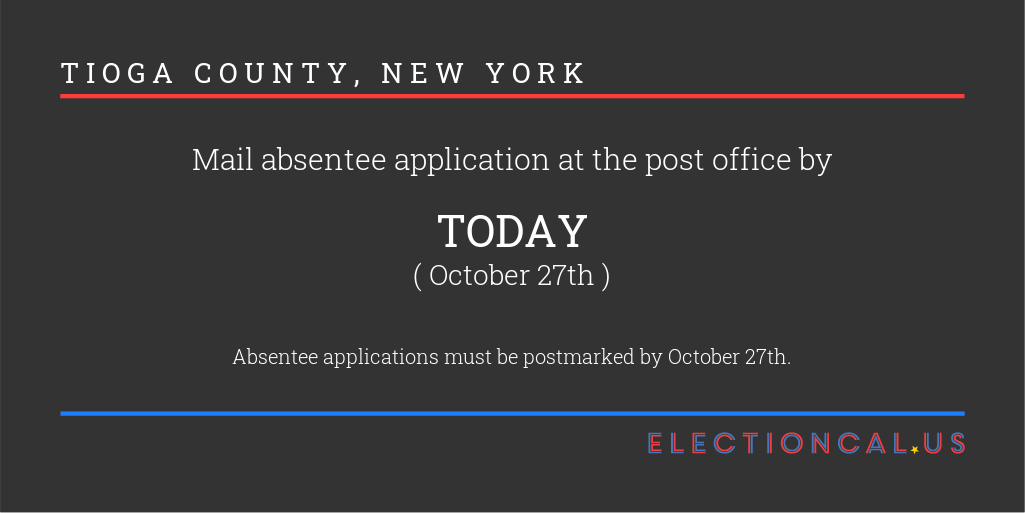 TIOGA COUNTY, NEW YORK
Mail absentee application at the post office by
TODAY
( October 27th )
Absentee applications must be postmarked by October 27th.
ELECTIONCAL.US